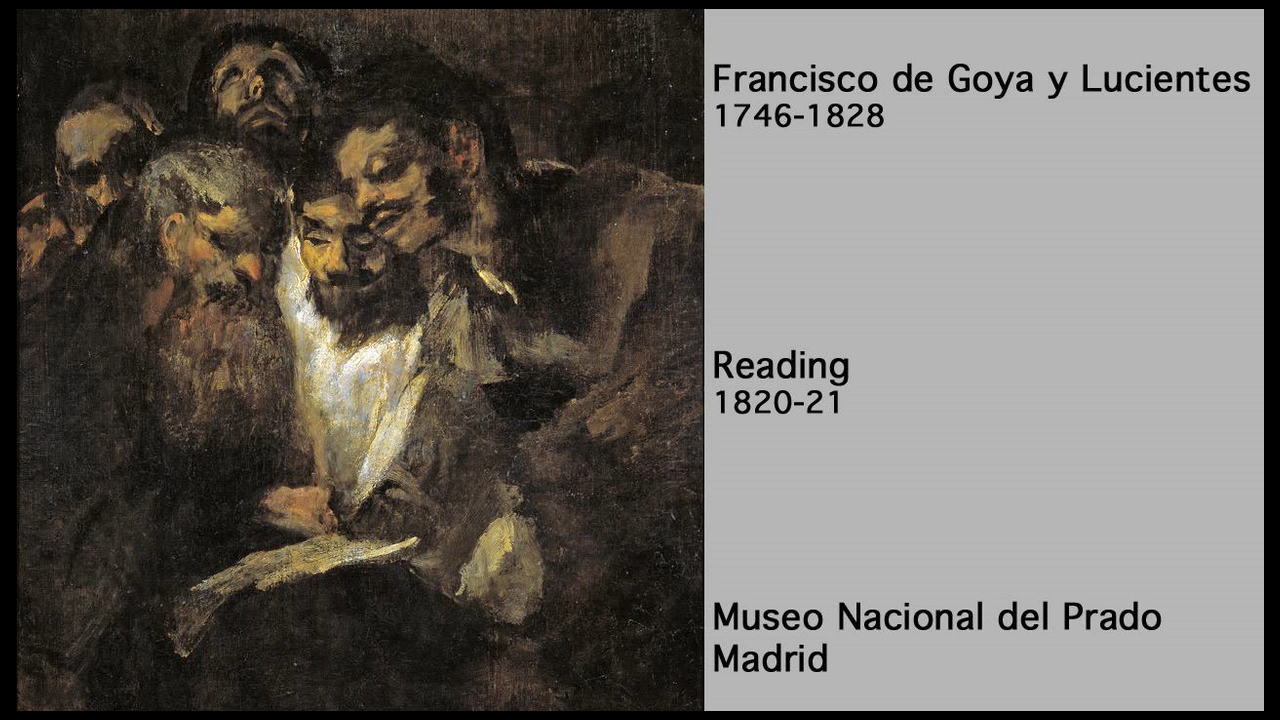 Francisco de Goya y Lucientes
1746-1828
Reading
1820-21
Museo Nacional del Prado
Madrid